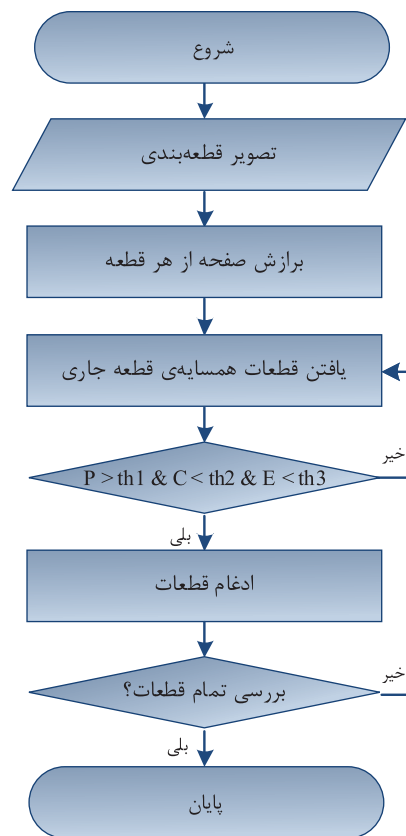 شروع
تصویر قطعه‌بندی
برازش صفحه از هر قطعه
یافتن قطعات همسایه‌ی قطعه جاری
P > th1 & C < th2 & E < th3
خیر
بلی
ادغام قطعات
بررسی تمام قطعات؟
خیر
بلی
پایان